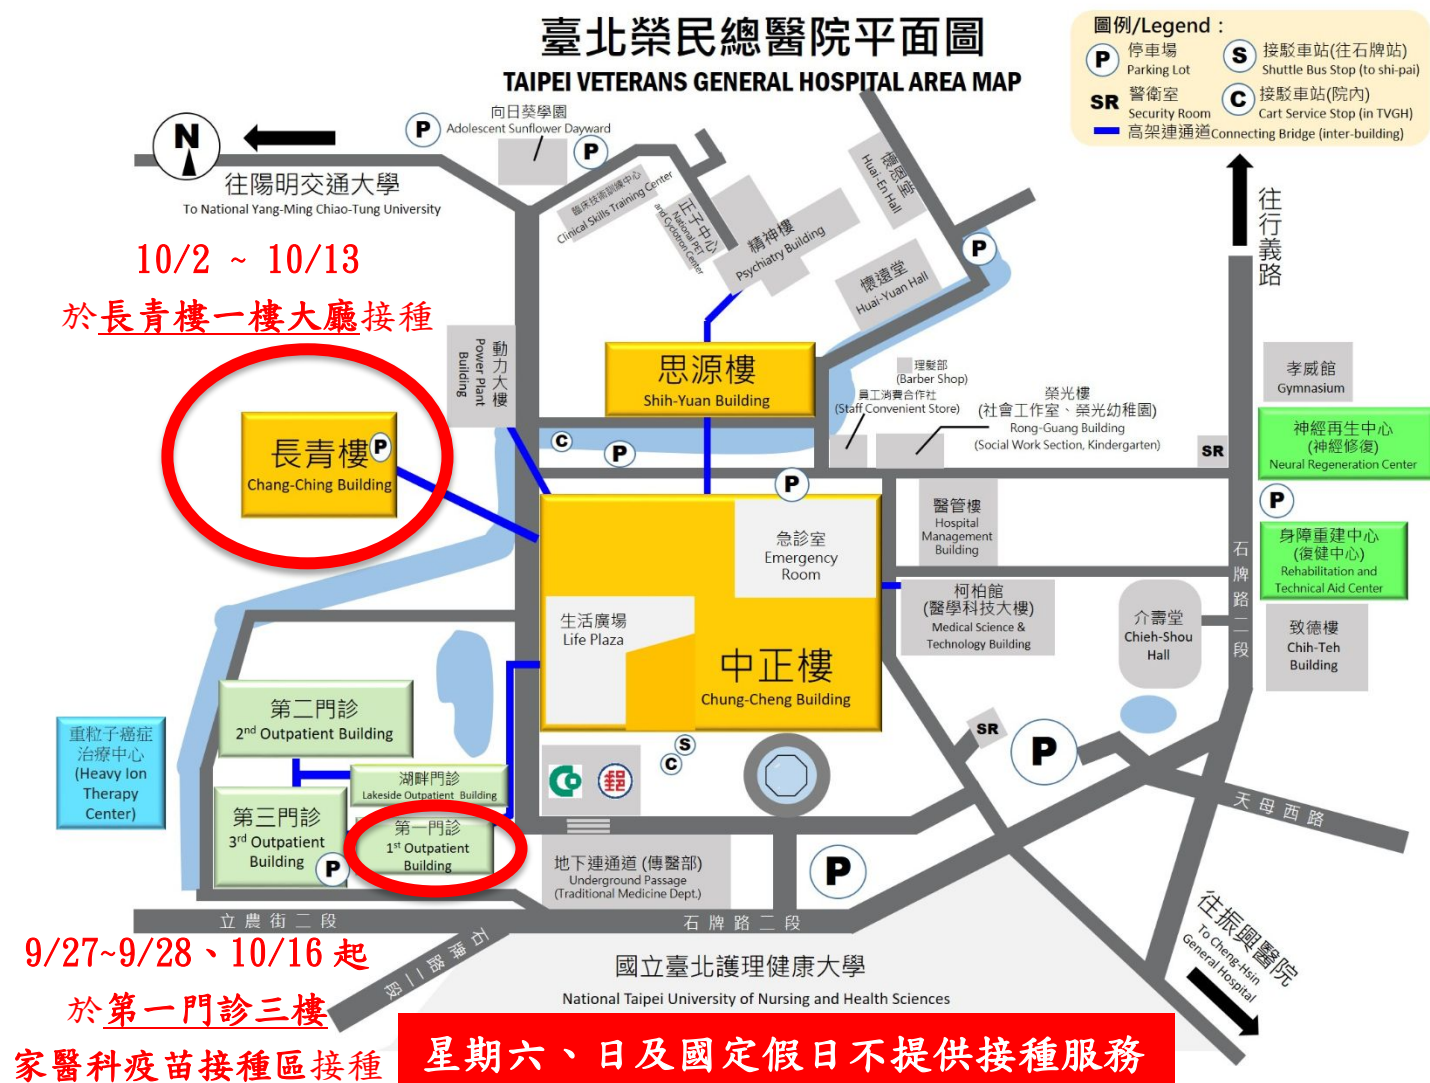 臺北榮民總醫院平面圖
TAIPEI VETERANS GENERAL HOSPITAL AREA MAP
圖例/Legend：
P
停車場
Parking Lot
S
接駁車站(往石牌站)
Shuttle Bus Stop (to shi-pai)
SR
警衛室
Security Room
C
接駁車站(院內)
Cart Service Stop (in TVGH)
高架連通道Connecting Bridge (inter-building)
N
往陽明交通大學
To National Yang-Ming Chiao-Tung University
P
向日葵學園
Adolescent Sunflower Dayward
P
臨床技術訓練中心
Clinical Skills Training Center
正子中心
National PET
and Cyclotron Center
精神樓
Psychiatry Building
懷恩堂
Huai-En Hall
懷遠堂
Huai-Yuan Hall
P
往行義路
10/2 ~ 10/13
於長青樓一樓大廳接種
動力大樓
Power Plant
Building
思源樓
Shih-Yuan Building
理髮部
(Barber Shop)
員工消費合作社
(Staff Convenient Store)
榮光樓
(社會工作室、榮光幼稚園)
Rong-Guang Building
(Social Work Section, Kindergarten)
孝威館
Gymnasium
神經再生中心
(神經修復)
Neural Regeneration Center
SR
長青樓
P
Chang-Ching Building
C
P
P
P
急診室
Emergency
Room
醫管樓
Hospital
Management
Building
身障重建中心
(復健中心)
Rehabilitation and
Technical Aid Center
石牌路二段
生活廣場
Life Plaza
中正樓
Chung-Cheng Building
柯柏館
(醫學科技大樓)
Medical Science &
Technology Building
介壽堂
Chieh-Shou
Hall
致德樓
Chih-Teh
Building
第二門診
2nd Outpatient Building
重粒子癌症
治療中心
(Heavy Ion
Therapy
Center)
湖畔門診
Lakeside Outpatient Building
第三門診
3rd Outpatient
Building
P
第一門診
1st Outpatient
Building
郵
S
C
SR
P
天母西路
地下連通道 (傳醫部)
Underground Passage
(Traditional Medicine Dept.)
P
立農街二段
石牌路二段
石牌路二段
往振興醫院
To Cheng-Hsin
General Hospital
國立臺北護理健康大學
National Taipei University of Nursing and Health Sciences
9/27~9/28、10/16 起
於第一門診三樓
家醫科疫苗接種區接種
星期六、日及國定假日不提供接種服務